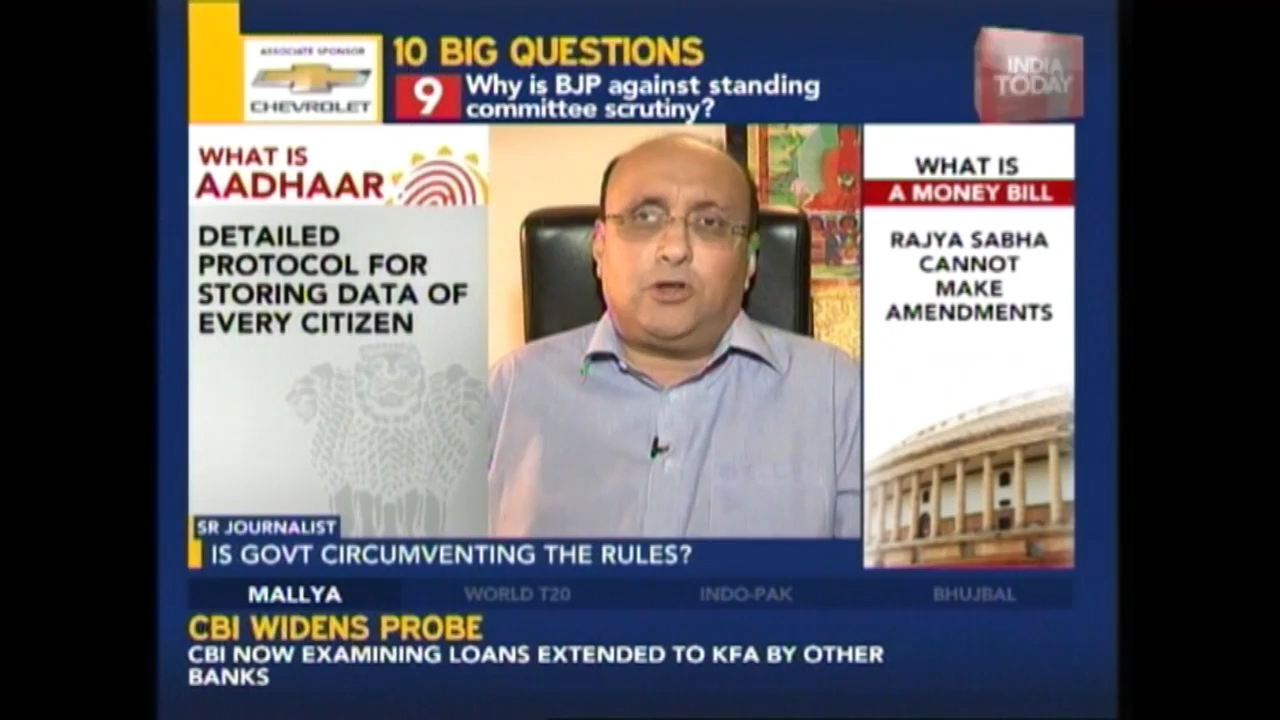 ASSOCIATE SPONSOR
CHEVROLET
10 BIG QUESTIONS
9
Why is BJP against standing
committee scrutiny?
INDIA
TODAY
WHAT IS
AADHAAR
DETAILED
PROTOCOL FOR
STORING DATA OF
EVERY CITIZEN
WHAT IS
A MONEY BILL
RAJYA SABHA
CANNOT
MAKE
AMENDMENTS
SR JOURNALIST
IS GOVT CIRCUMVENTING THE RULES?
MALLYA WORLD T20 INDO-PAK BHUJBAL
CBI WIDENS PROBE
CBI NOW EXAMINING LOANS EXTENDED TO KFA BY OTHER
BANKS